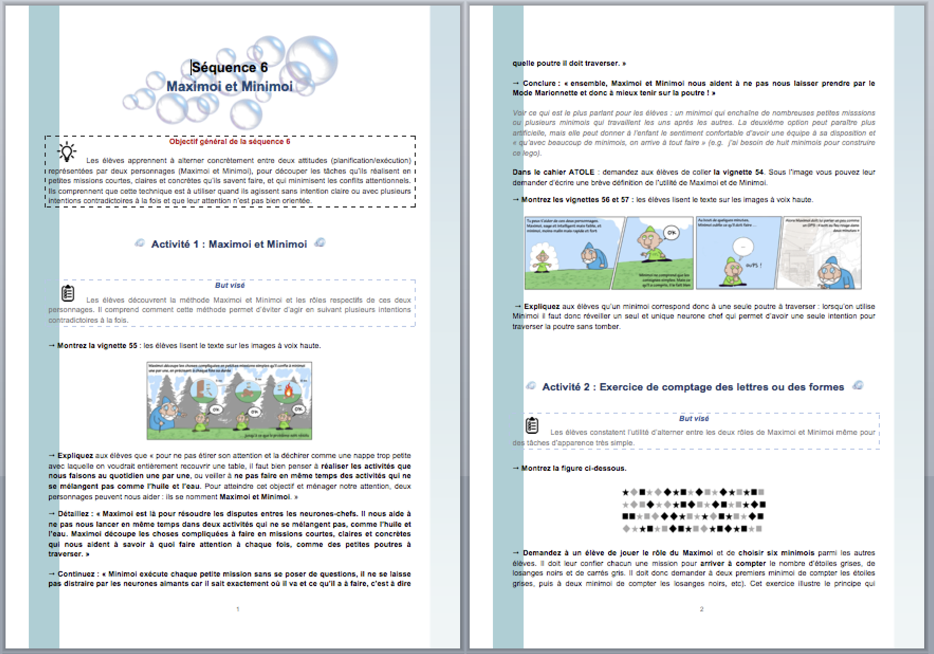 Séquence 6
Maximoi et Minimoi
Objectif général de la séquence 6
Les élèves apprennent à alterner concrètement entre deux attitudes (planification/exécution)
représentées par deux personnages (Maximoi et Minimoi), pour découper les tâches qu'ils réalisent en
petites missions courtes, claires et concrètes qu'ils savent faire, et qui minimisent les conflits attentionnels.
Ils comprennent que cette technique est à utiliser quand ils agissent sans intention claire ou avec plusieurs
intentions contradictoires à la fois et que leur attention n'est pas bien orientée.
Activité 1 : Maximoi et Minimoi
But visé
Les élèves découvrent la méthode Maximoi et Minimoi et les rôles respectifs de ces deux
personnages. Il comprend comment cette méthode permet d'éviter d'agir en suivant plusieurs intentions
contradictoires à la fois.
→ Montrez la vignette 55 : les élèves lisent le texte sur les images à voix haute.
→ Expliquez aux élèves que « pour ne pas étirer son attention et la déchirer comme une nappe trop petite
avec laquelle on voudrait entièrement recouvrir une table, il faut bien penser à réaliser les activités que
nous faisons au quotidien une par une, ou veiller à ne pas faire en même temps des activités qui ne
se mélangent pas comme l'huile et l'eau. Pour atteindre cet objectif et ménager notre attention, deux
personnages peuvent nous aider : ils se nomment Maximoi et Minimoi. »
→ Détaillez : « Maximoi est là pour résoudre les disputes entre les neurones-chefs. Il nous aide à
ne pas nous lancer en même temps dans deux activités qui ne se mélangent pas, comme l'huile et
l'eau. Maximoi découpe les choses compliquées à faire en missions courtes, claires et concrètes
qui nous aident à savoir à quoi faire attention à chaque fois, comme des petites poutres à
traverser. »
→ Continuez : « Minimoi exécute chaque petite mission sans se poser de questions, il ne se laisse
pas distraire par les neurones aimants car il sait exactement où il va et ce qu'il a à faire, c'est à dire
1
quelle poutre il doit traverser. »
→ Conclure : « ensemble, Maximoi et Minimoi nous aident à ne pas nous laisser prendre par le
Mode Marionnette et donc à mieux tenir sur la poutre ! »
Voir ce qui est le plus parlant pour les élèves : un minimoi qui enchaîne de nombreuses petites misssions
ou plusieurs minimois qui travaillent les uns après les autres. La deuxième option peut paraître plus
artificielle, mais elle peut donner à l'enfant le sentiment confortable d'avoir une équipe à sa disposition et
« qu'avec beaucoup de minimois, on arrive à tout faire » (e.g. j'ai besoin de huit minimois pour construire
ce lego).
Dans le cahier ATOLE : demandez aux élèves de coller la vignette 54. Sous l'image vous pouvez leur
demander d'écrire une brève définition de l'utilité de Maximoi et de Minimoi.
→ Montrez les vignettes 56 et 57 : les élèves lisent le texte sur les images à voix haute.
OUPS !
→ Expliquez aux élèves qu'un minimoi correspond donc à une seule poutre à traverser : lorsqu'on utilise
Minimoi il faut donc réveiller un seul et unique neurone chef qui permet d'avoir une seule intention pour
traverser la poutre sans tomber.
Activité 2 : Exercice de comptage des lettres ou des formes
But visé
Les élèves constatent l'utilité d'alterner entre les deux rôles de Maximoi et Minimoi même pour
des tâches d'apparence très simple.
→ Montrez la figure ci-dessous.
→ Demandez à un élève de jouer le rôle du Maximoi et de choisir six minimois parmi les autres
élèves. Il doit leur confier chacun une mission pour arriver à compter le nombre d'étoiles grises, de
losanges noirs et de carrés gris. Il doit donc demander à deux premiers minimoi de compter les étoiles
grises, puis à deux minimoi de compter les losanges noirs, etc). Cet exercice illustre le principe qui
2